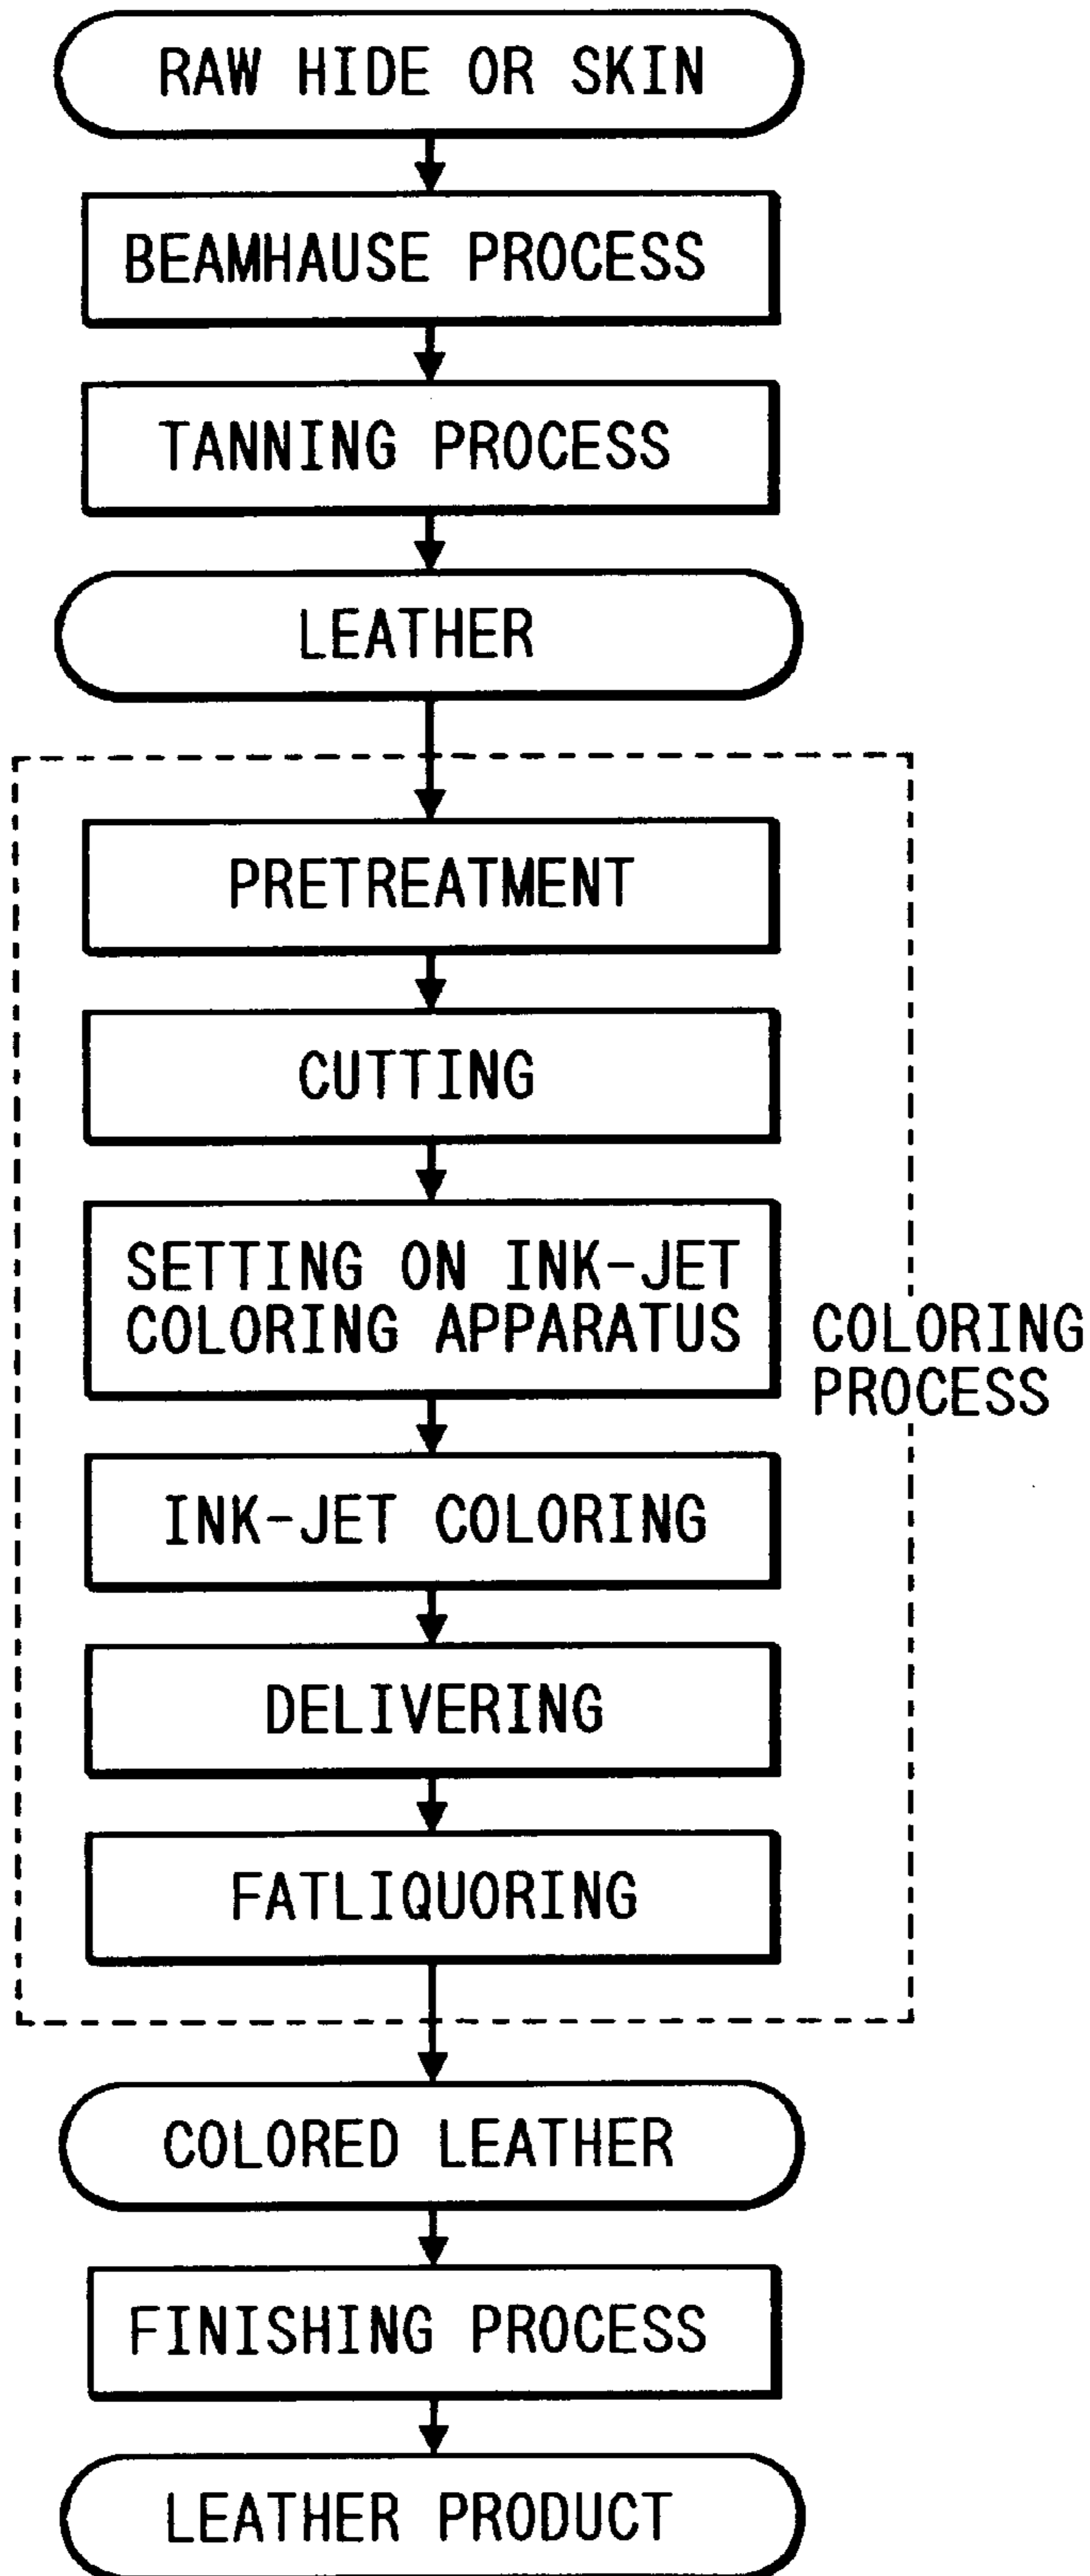 RAW HIDE OR SKIN
BEAMHAUSE PROCESS
TANNING PROCESS
LEATHER
PRETREATMENT
CUTTING
SETTING ON INK-JET
COLORING APPARATUS
COLORING
PROCESS
INK-JET COLORING
DELIVERING
FATLIQUORING
COLORED LEATHER
FINISHING PROCESS
LEATHER PRODUCT